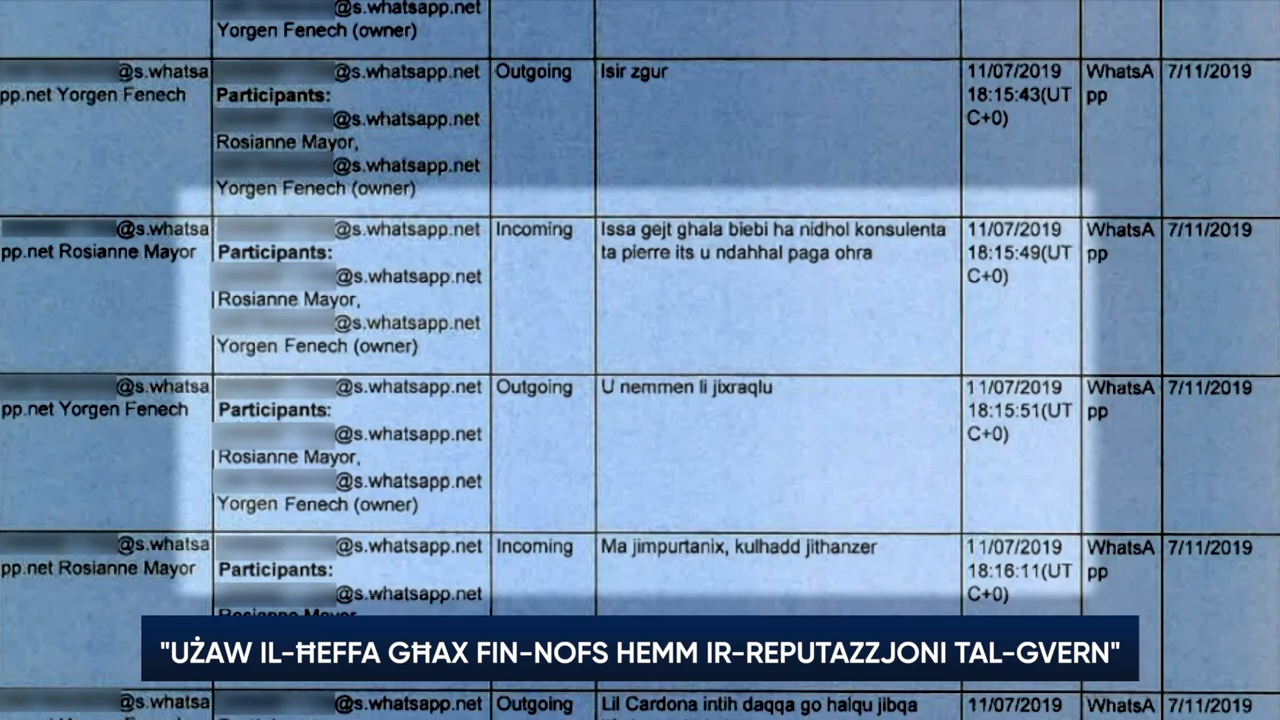 @s.whatsapp.net
Yorgen Fenech (owner)
@s.whatsa
pp.net Yorgen Fenech
@s.whatsapp.net
Participants:
@s.whatsapp.net
Rosianne Mayor,
@s.whatsapp.net
Yorgen Fenech (owner)
Outgoing
Isir zgur
11/07/2019
18:15:43(UT
C+0)
WhatsA
pp
7/11/2019
@s.whatsa
pp.net Rosianne Mayor
@s.whatsapp.net
Participants:
@s.whatsapp.net
Rosianne Mayor,
@s.whatsapp.net
Yorgen Fenech (owner)
Incoming
Issa gejt ghala biebi ha nidhol konsulenta
ta pierre its u ndahhal paga ohra
11/07/2019
18:15:49(UT
C+0)
WhatsA
pp
7/11/2019
@s.whatsa
pp.net Yorgen Fenech
@s.whatsapp.net
Participants:
@s.whatsapp.net
Rosianne Mayor,
@s.whatsapp.net
Yorgen Fenech (owner)
Outgoing
U nemmen li jixraqlu
11/07/2019
18:15:51(UT
C+0)
WhatsA
pp
7/11/2019
@s.whatsa
pp.net Rosianne Mayor
@s.whatsapp.net
Participants:
@s.whatsapp.net
Rosianne Mayor,
Incoming
Ma jimpurtanix, kulhadd jithanzer
11/07/2019
18:16:11(UT
C+0)
WhatsA
pp
7/11/2019
"UŻAW IL-ĦEFFA GĦAX FIN-NOFS HEMM IR-REPUTAZZJONI TAL-GVERN"
@s.whatsa
@s.whatsapp.net
Outgoing
Lil Cardona intih daqqa go halqu jibqa
11/07/2019
WhatsA
7/11/2019